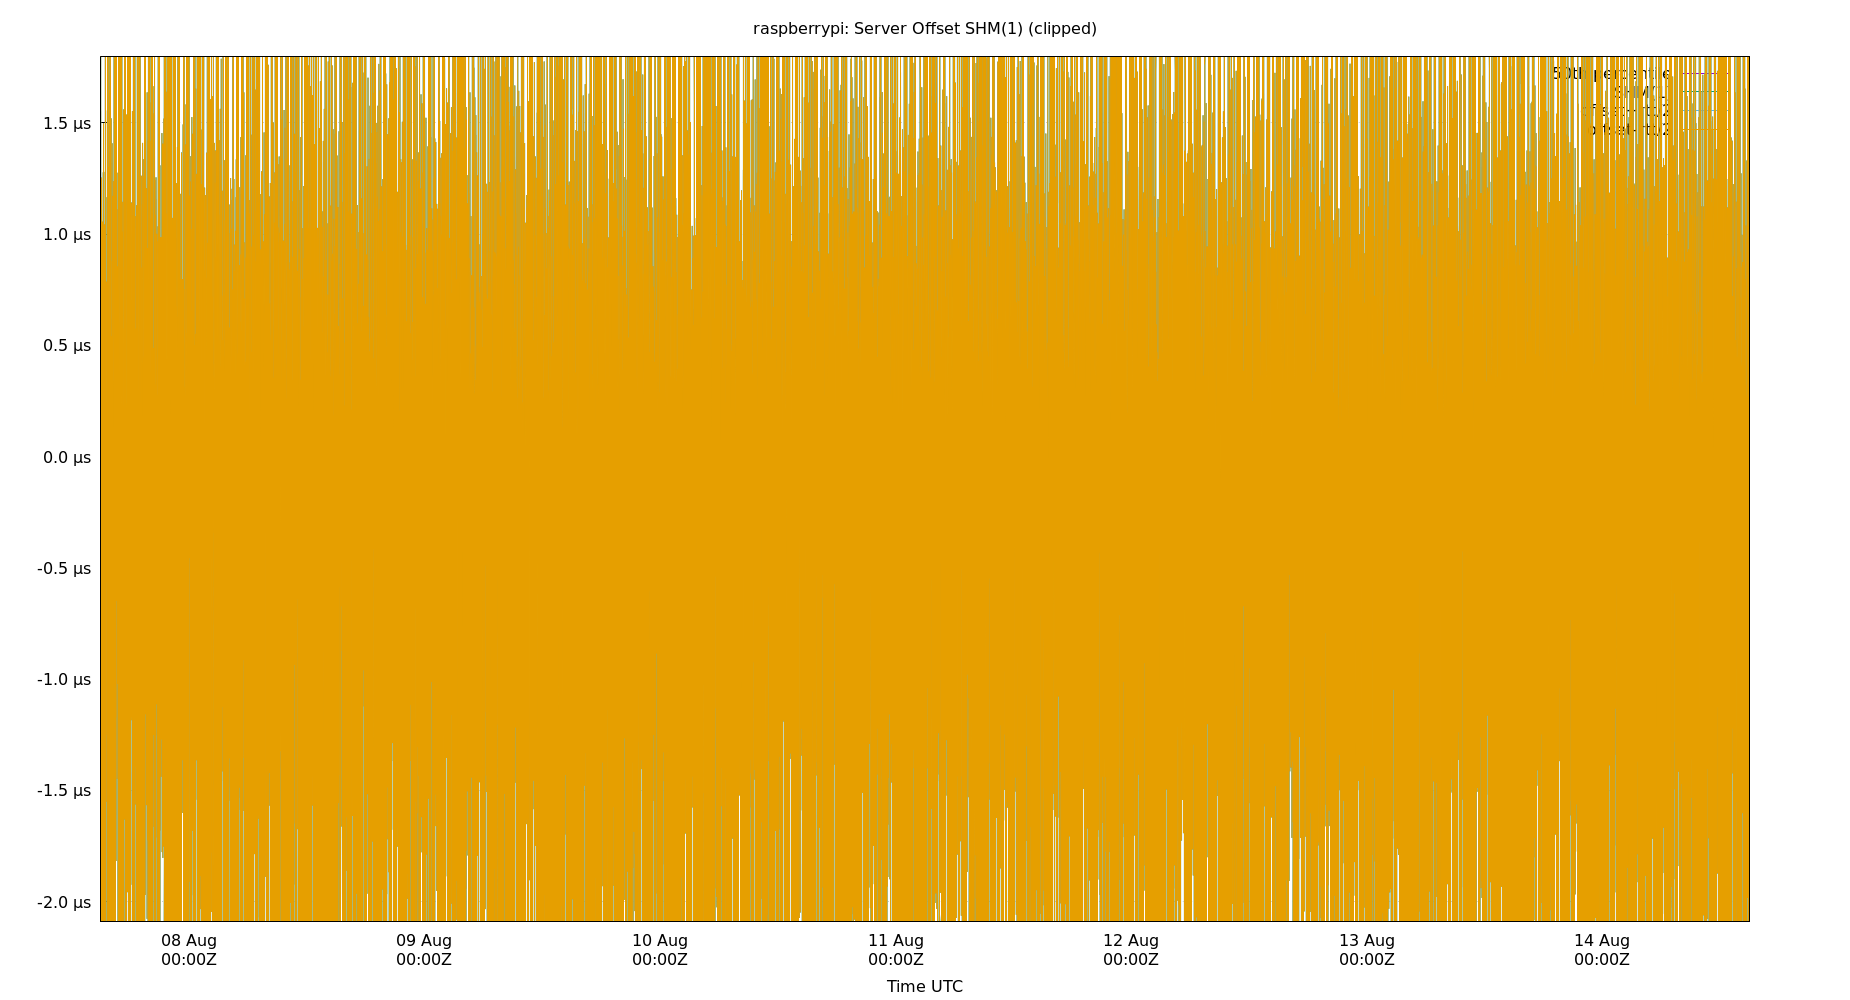 raspberrypi: Server Offset SHM(1) (clipped)
50th percentile
1.5 µs
1.0 µs
0.5 µs
0.0 µs
-0.5 µs
-1.0 µs
-1.5 µs
-2.0 µs
08 Aug 09 Aug 10 Aug 11 Aug 12 Aug 13 Aug 14 Aug
00:00Z 00:00Z 00:00Z 00:00Z 00:00Z 00:00Z 00:00Z
Time UTC